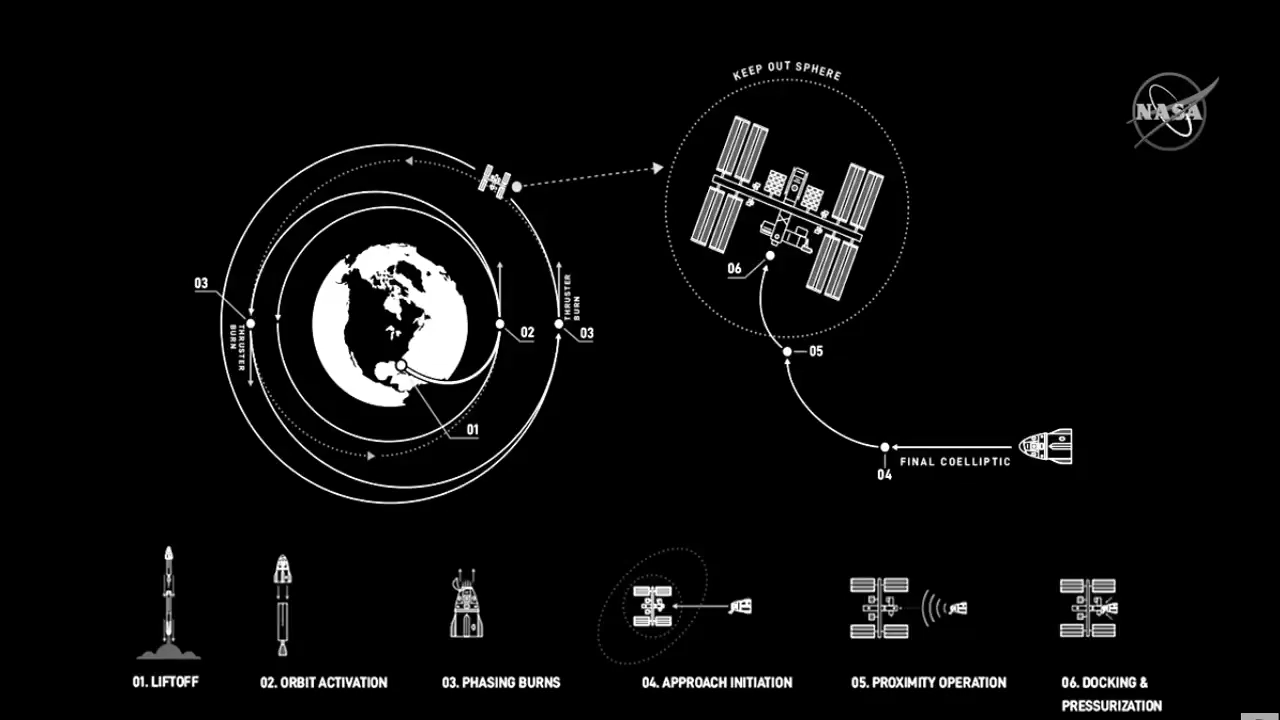 KEEP OUT SPHERE
NASA
03
THRUSTER
BURN
THRUSTER
BURN
02
03
01
06
05
04
FINAL COELLIPTIC
01. LIFTOFF
02. ORBIT ACTIVATION
03. PHASING BURNS
04. APPROACH INITIATION
05. PROXIMITY OPERATION
06. DOCKING &
PRESSURIZATION